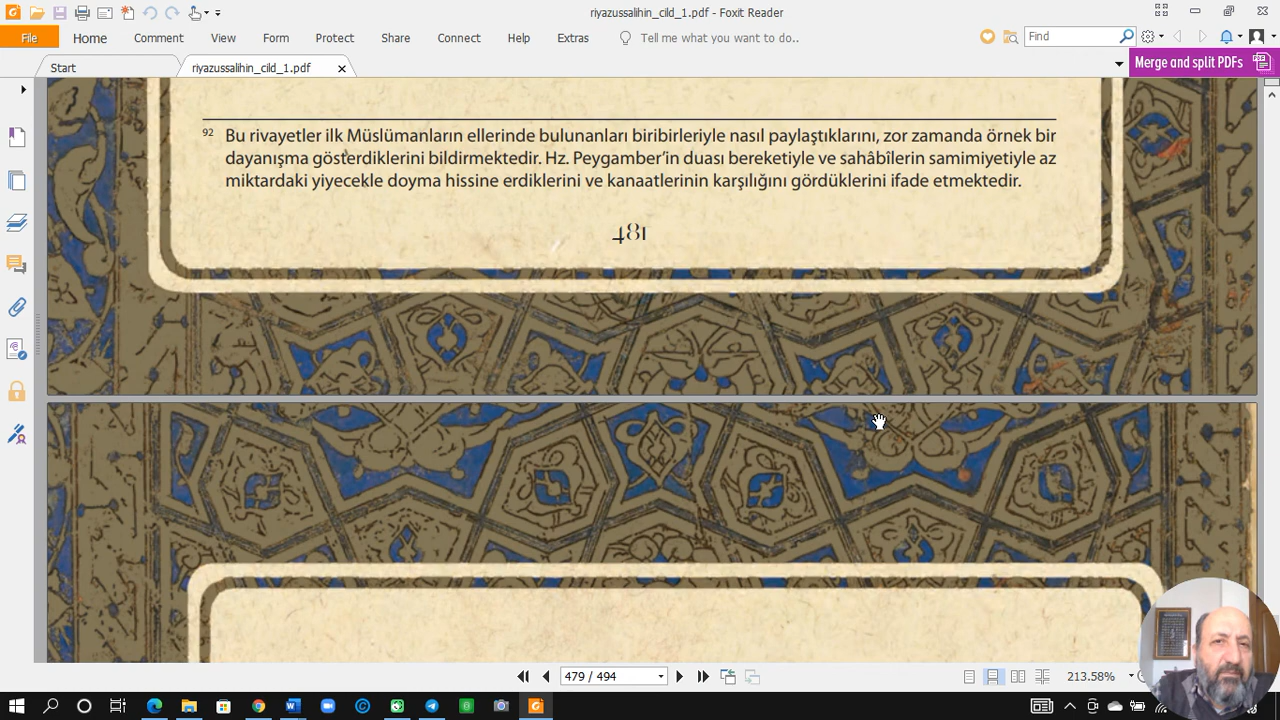 riyazussalihin_cild_1.pdf - Foxit Reader
File Home Comment View Form Protect Share Connect Help Extras Tell me what you want to do.. Find
Start riyazussalihin_cild_1.pdf Merge and split PDFs
92 Bu rivayetler ilk Müslümanların ellerinde bulunanları biribirleriyle nasıl paylaştıklarını, zor zamanda örnek bir
dayanışma gösterdiklerini bildirmektedir. Hz. Peygamber'in duası bereketiyle ve sahâbîlerin samimiyetiyle az
miktardaki yiyecekle doyma hissine erdiklerini ve kanaatlerinin karşılığını gördüklerini ifade etmektedir.
481
479 / 494 213.58%